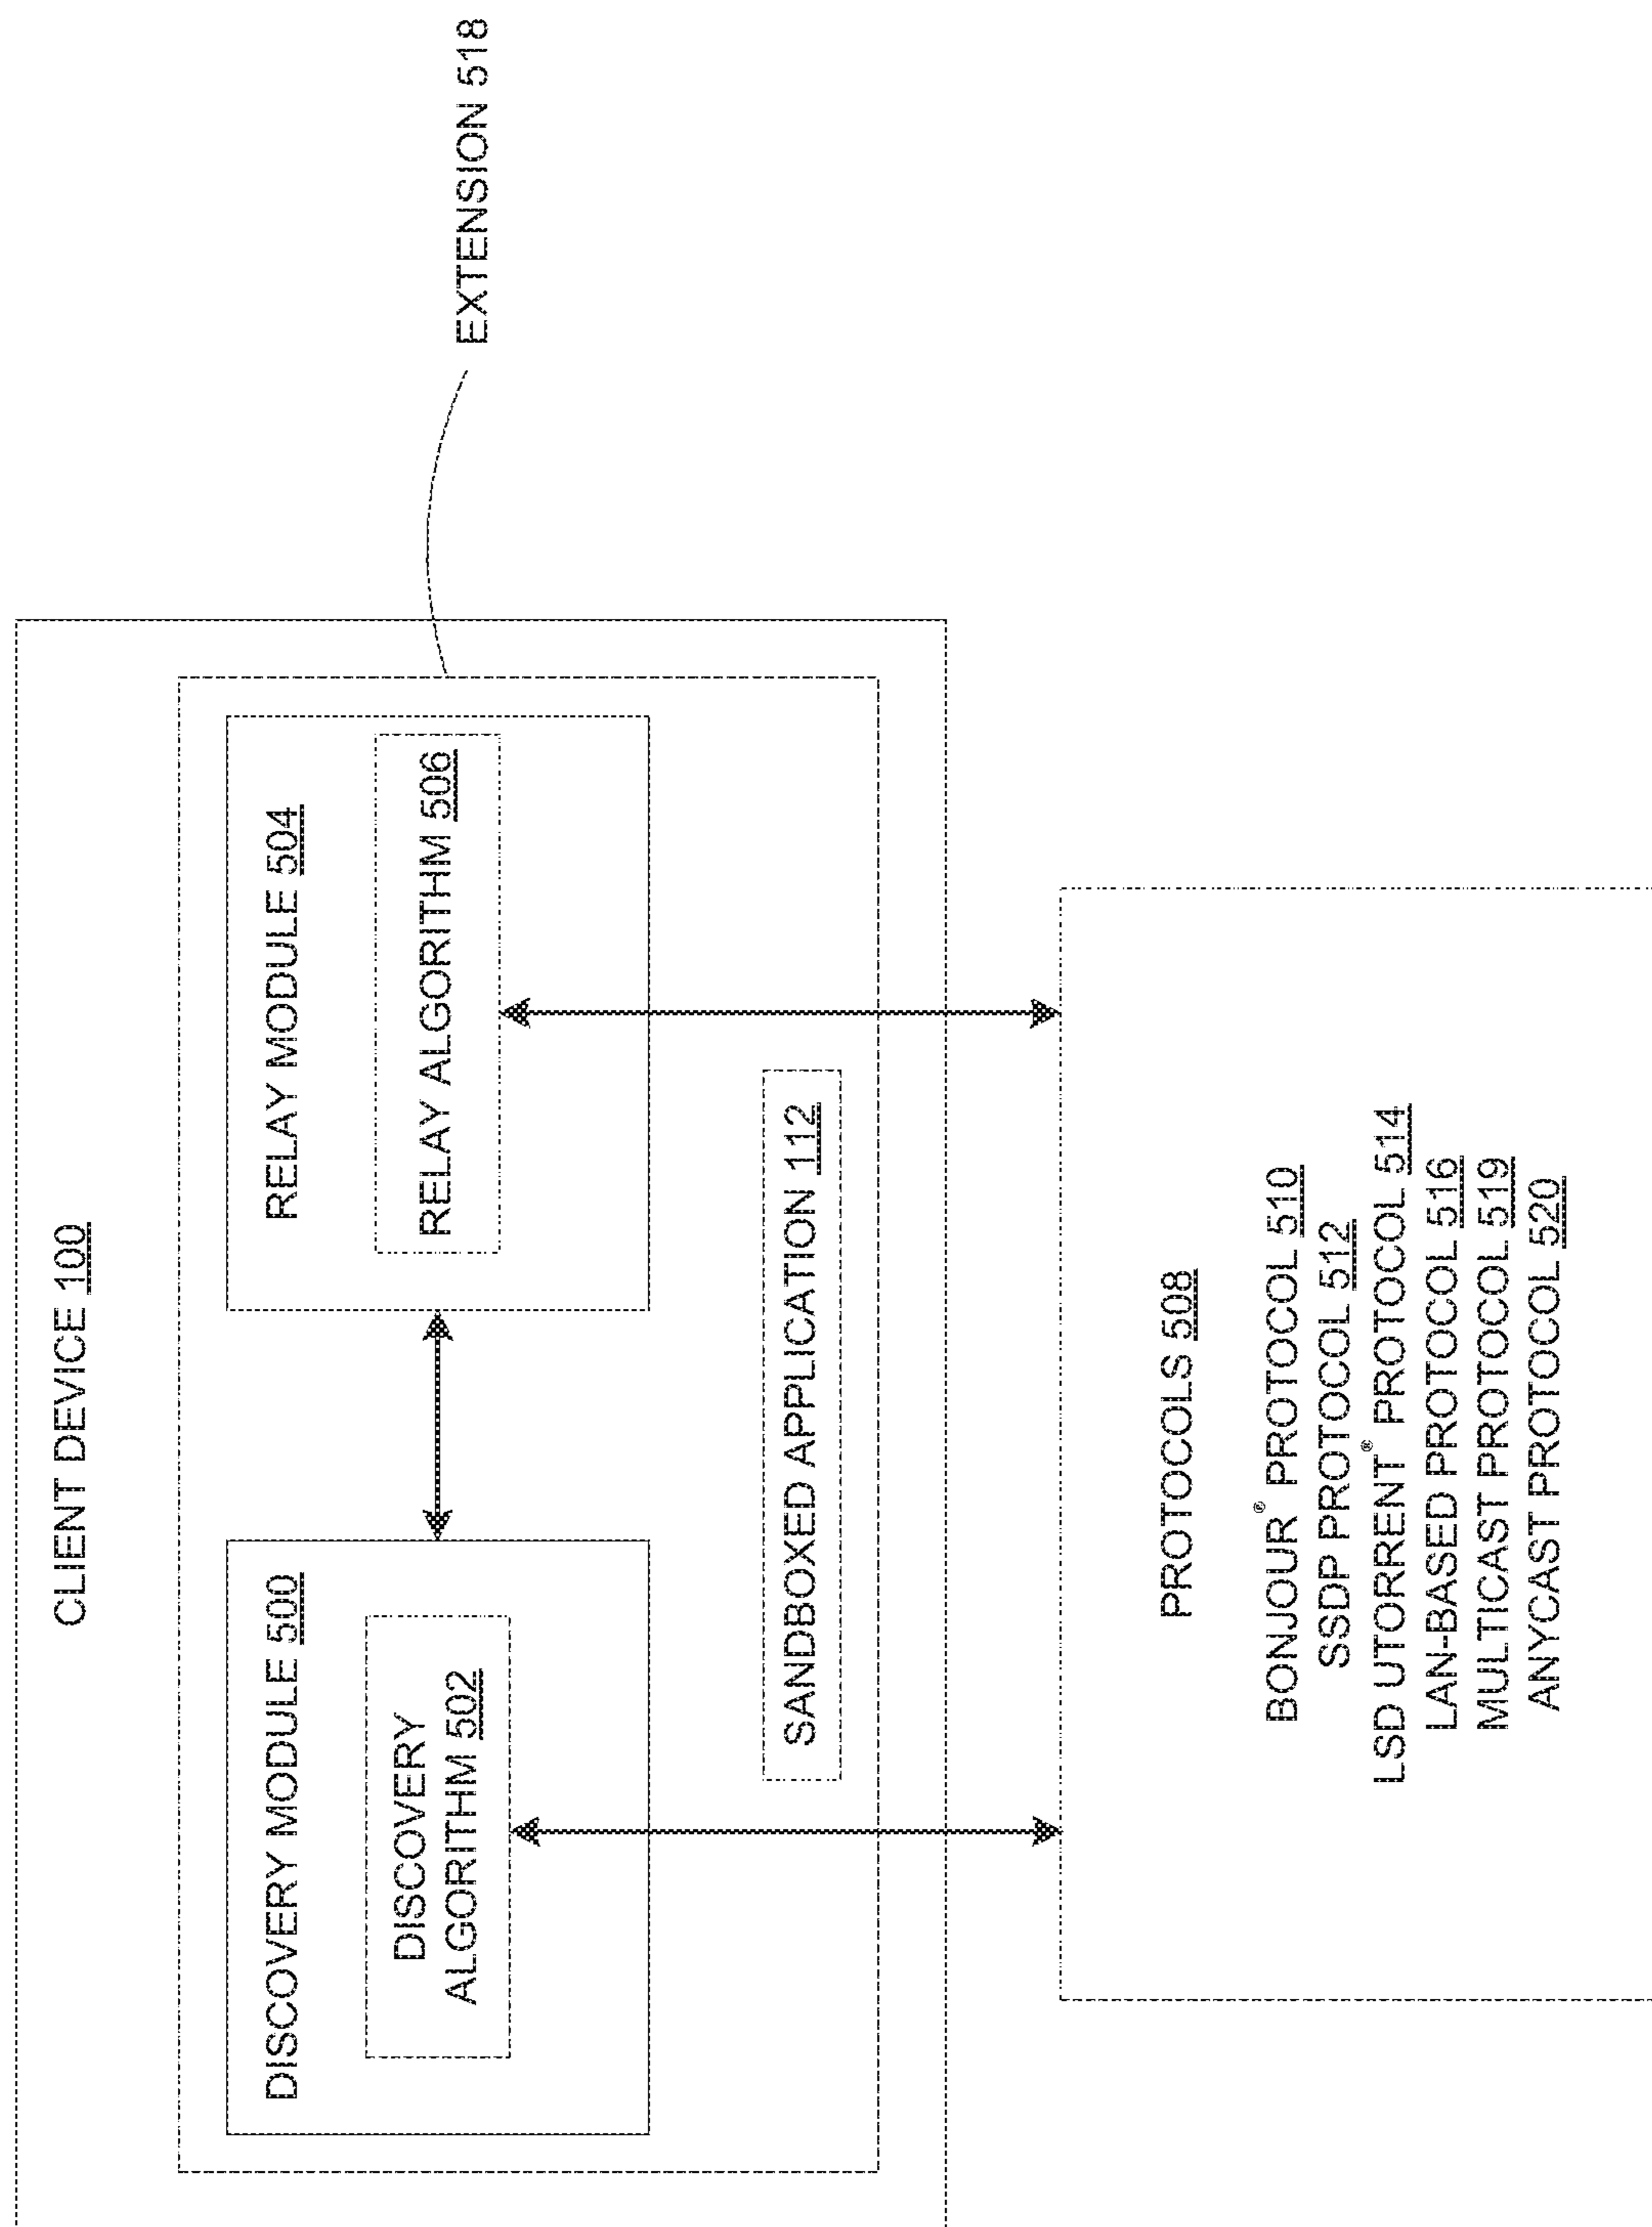 CLIENT DEVICE 100
EXTENSION 518
DISCOVERY MODULE 500
DISCOVERY
ALGORITHM 502
RELAY MODULE 504
RELAY ALGORITHM 506
SANDBOXED APPLICATION 112
PROTOCOLS 508
BONJOUR® PROTOCOL 510
SSDP PROTOCOL 512
LSD UTORRENT® PROTOCOL 514
LAN-BASED PROTOCOL 516
MULTICAST PROTOCOL 519
ANYCAST PROTOCOL 520